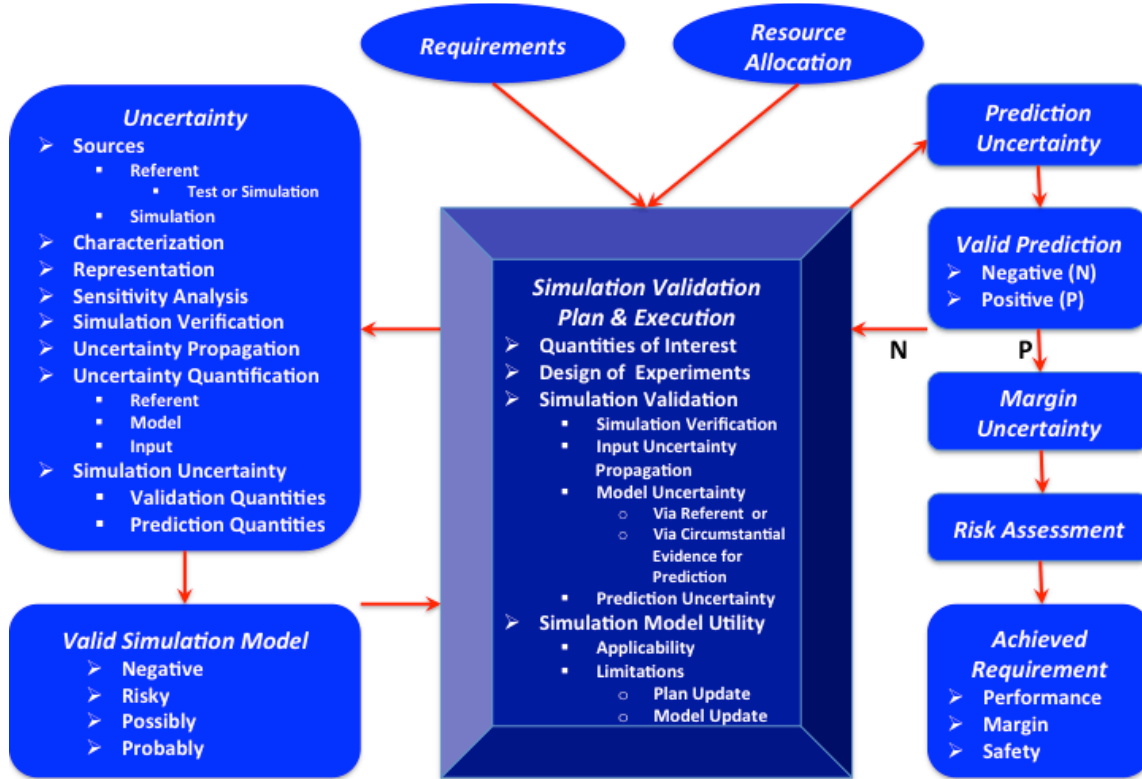 Requirements
Resource
Allocation
Uncertainty
➢ Sources
▪ Referent
▪ Test or Simulation
▪ Simulation
➢ Characterization
➢ Representation
➢ Sensitivity Analysis
➢ Simulation Verification
➢ Uncertainty Propagation
➢ Uncertainty Quantification
▪ Referent
▪ Model
▪ Input
➢ Simulation Uncertainty
▪ Validation Quantities
▪ Prediction Quantities
Valid Simulation Model
➢ Negative
➢ Risky
➢ Possibly
➢ Probably
Simulation Validation
Plan & Execution
➢ Quantities of Interest
➢ Design of Experiments
➢ Simulation Validation
▪ Simulation Verification
▪ Input Uncertainty
Propagation
▪ Model Uncertainty
o Via Referent or
o Via Circumstantial
Evidence for
Prediction
▪ Prediction Uncertainty
➢ Simulation Model Utility
▪ Applicability
▪ Limitations
o Plan Update
o Model Update
Prediction
Uncertainty
Valid Prediction
➢ Negative (N)
➢ Positive (P)
N
P
Margin
Uncertainty
Risk Assessment
Achieved
Requirement
➢ Performance
➢ Margin
➢ Safety